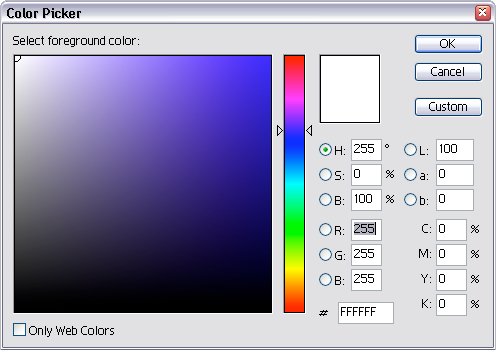 Color Picker
Select foreground color:
OK
Cancel
Custom
H: 255 ° L: 100
S: 0 % a: 0
B: 100 % b: 0
R: 255 C: 0 %
G: 255 M: 0 %
B: 255 Y: 0 %
# FFFFFF K: 0 %
Only Web Colors